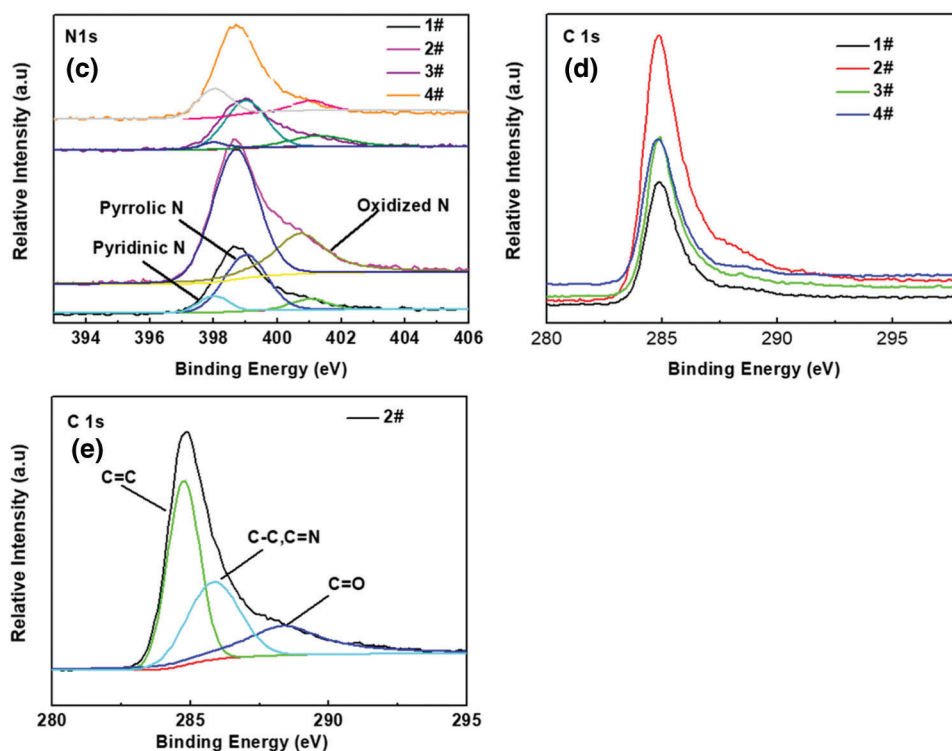 N1s
(c)
1#
2#
3#
4#
Pyrrolic N
Pyridinic N
Oxidized N
Relative Intensity (a.u)
394 396 398 400 402 404 406
Binding Energy (eV)
C 1s
(d)
1#
2#
3#
4#
Relative Intensity (a.u)
280 285 290 295
Binding Energy (eV)
C 1s
(e)
2#
C=C
C-C,C=N
C=O
Relative Intensity (a.u)
280 285 290 295
Binding Energy (eV)